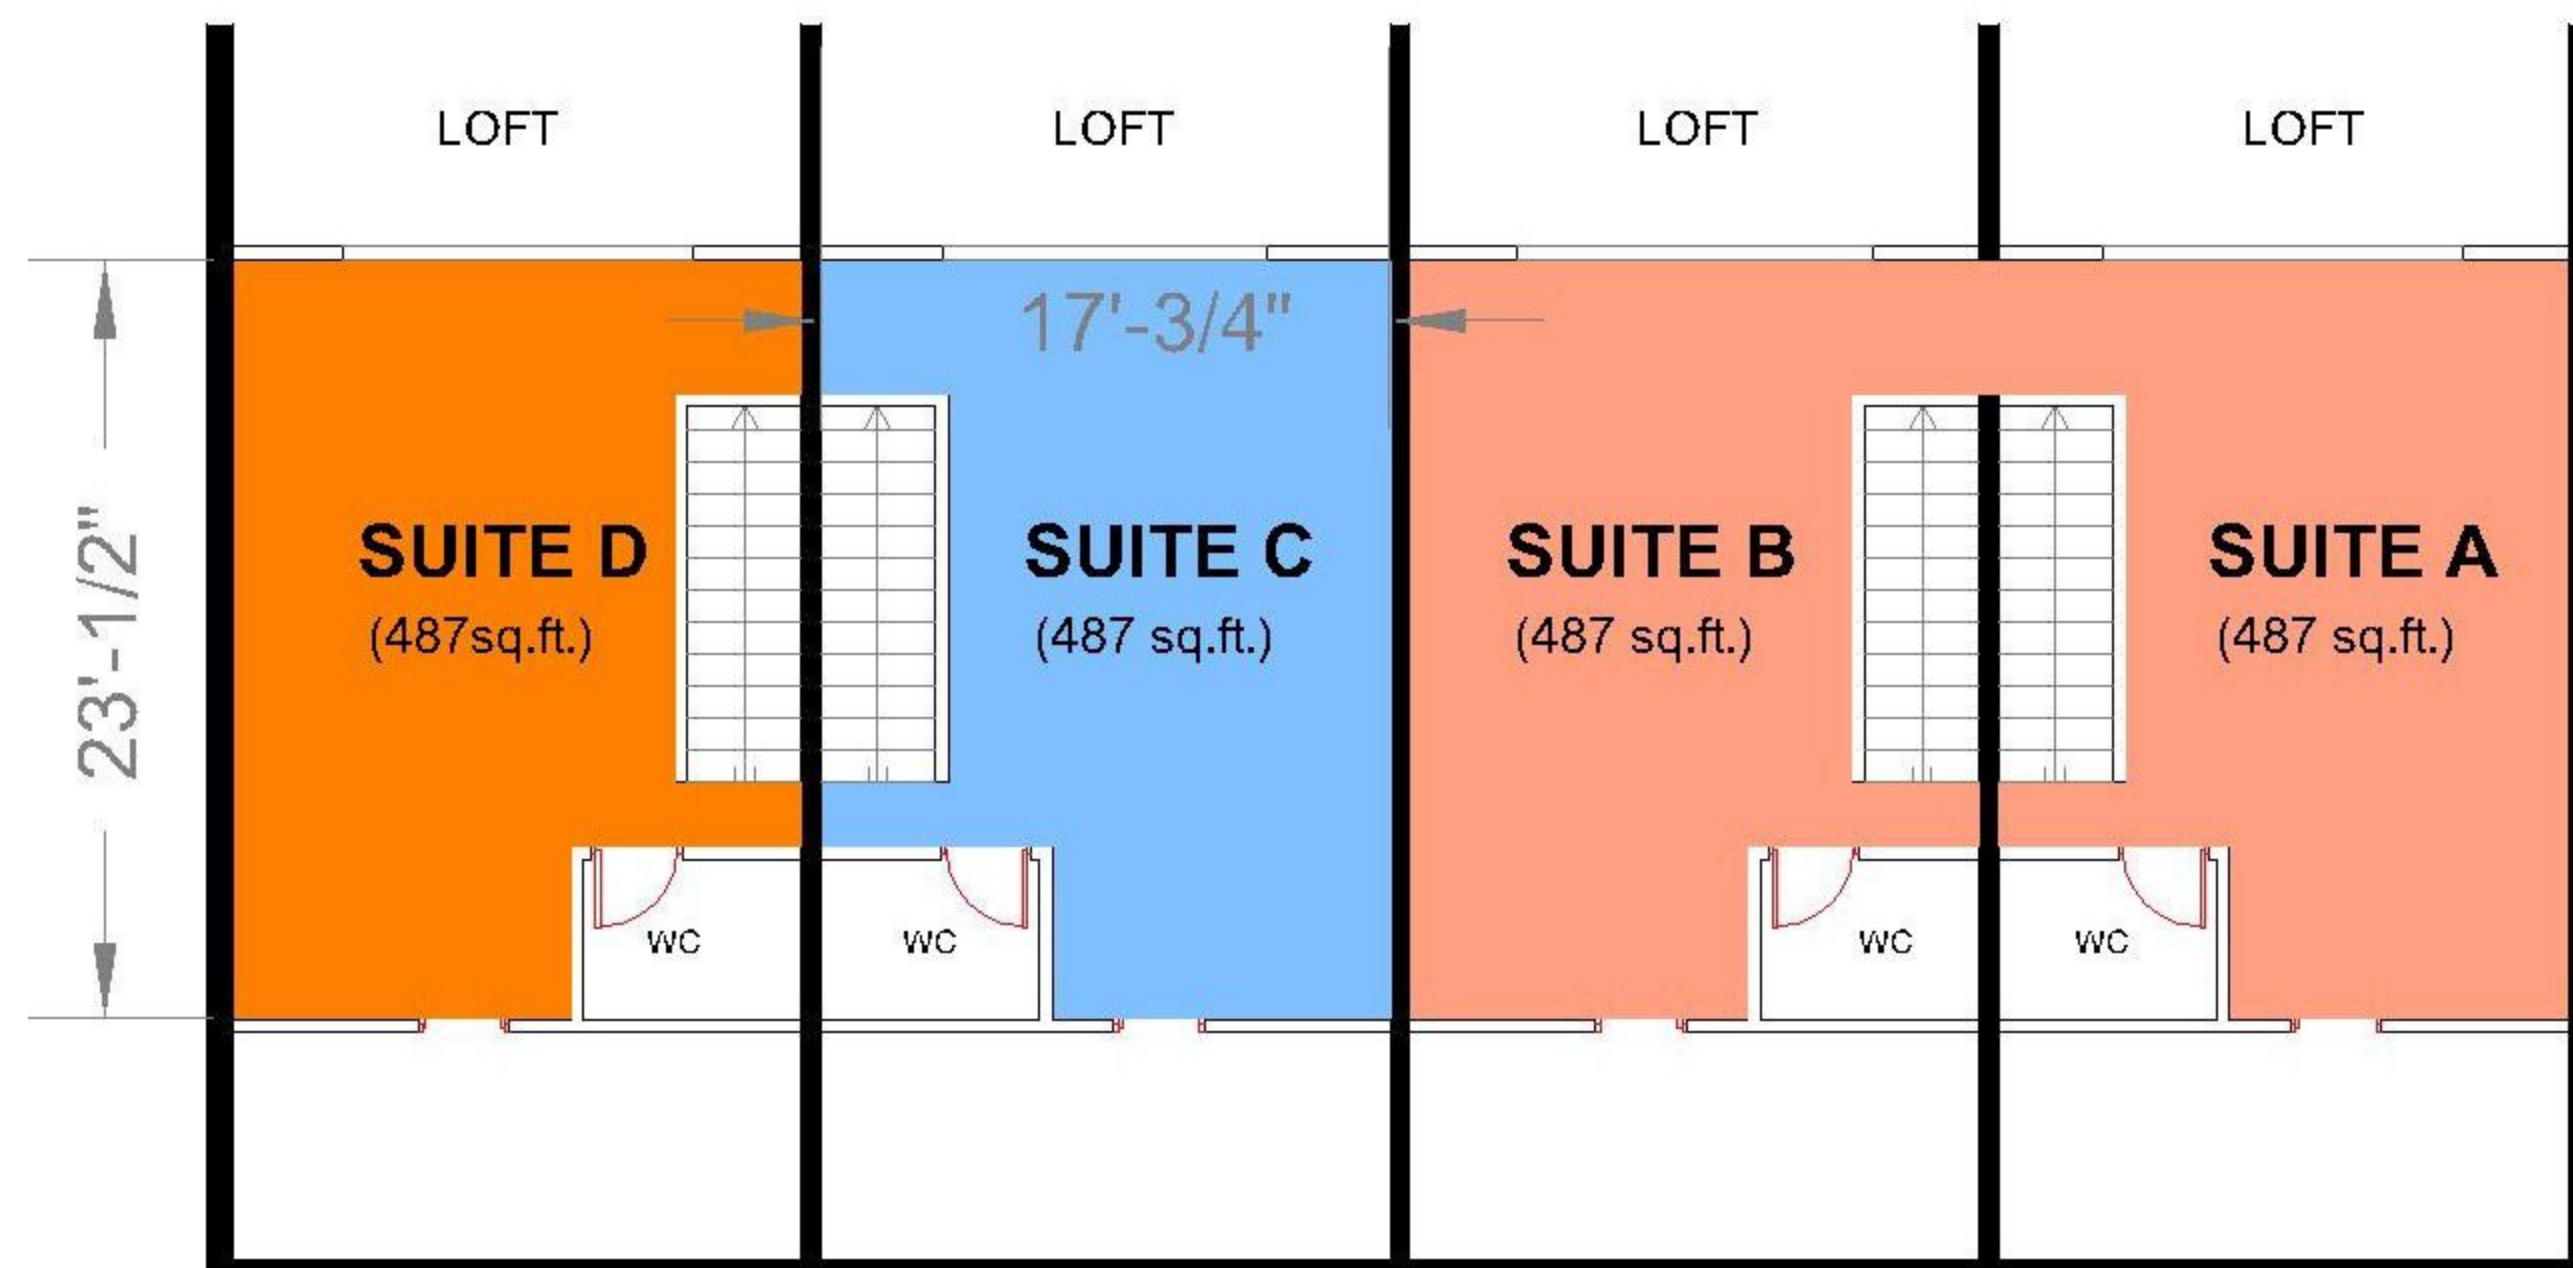 LOFT
LOFT
LOFT
LOFT
17'-3/4"
23'-1/2"
SUITE D
(487sq.ft.)
SUITE C
(487 sq.ft.)
SUITE B
(487 sq.ft.)
SUITE A
(487 sq.ft.)
WC
WC
WC
WC